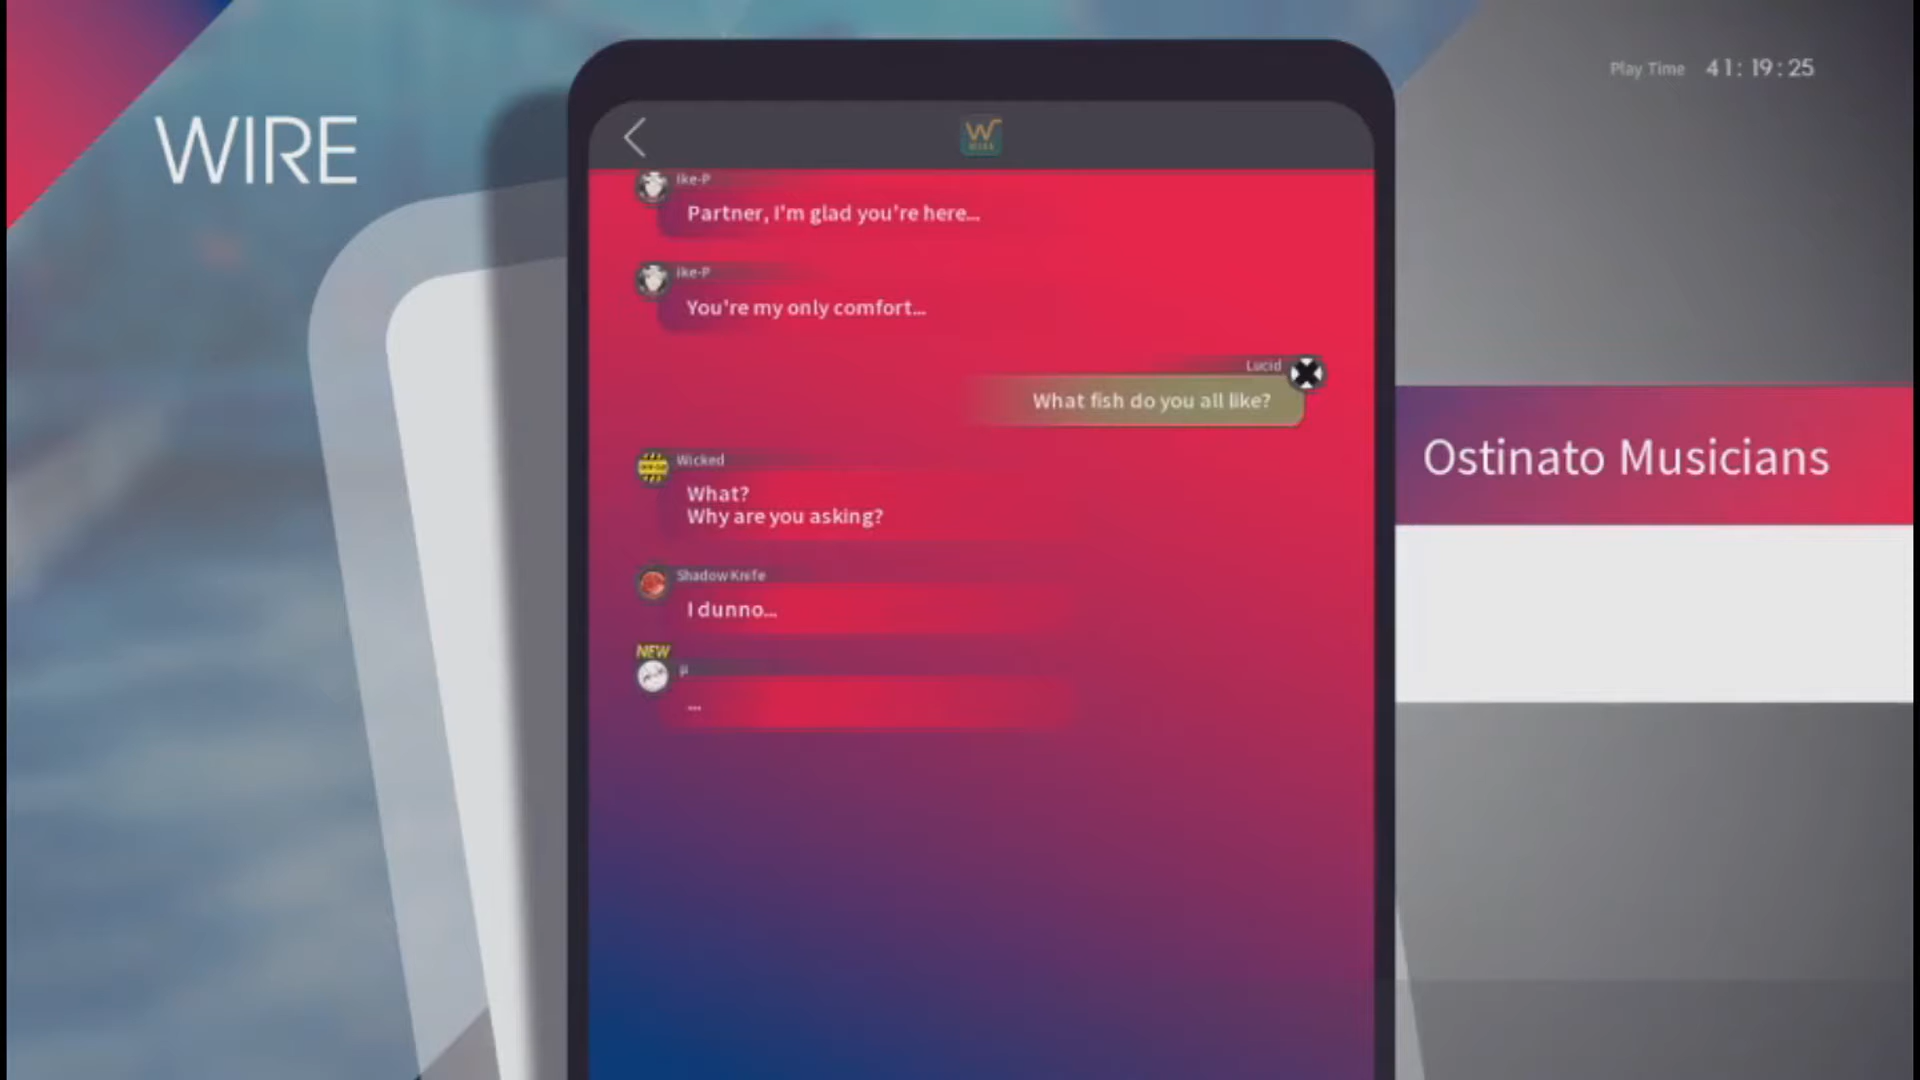 Play Time 41:19:25
WIRE
W
WIRE
Ike-P
Partner, I'm glad you're here...
Ike-P
You're my only comfort...
Lucid
What fish do you all like?
Ostinato Musicians
Wicked
What?
Why are you asking?
Shadow Knife
I dunno...
NEW
μ
...